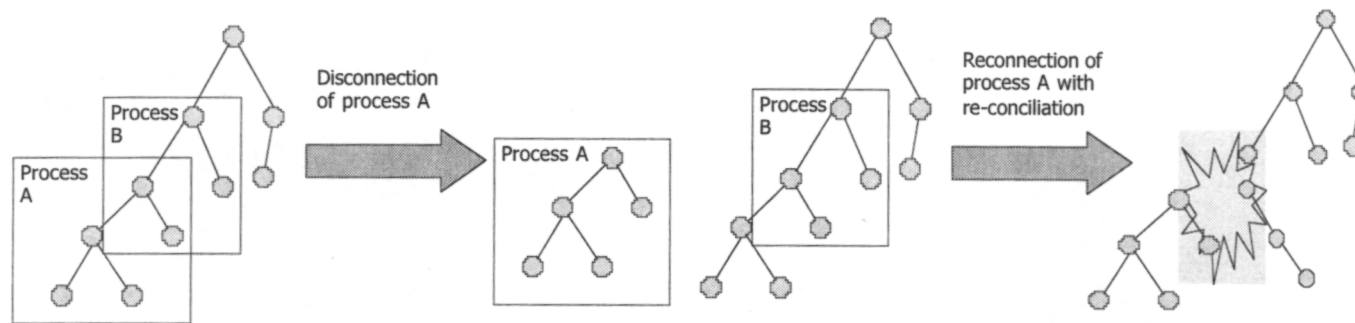 Process
B
Process
A
Disconnection
of process A
Process A
Process
B
Reconnection of
process A with
re-conciliation